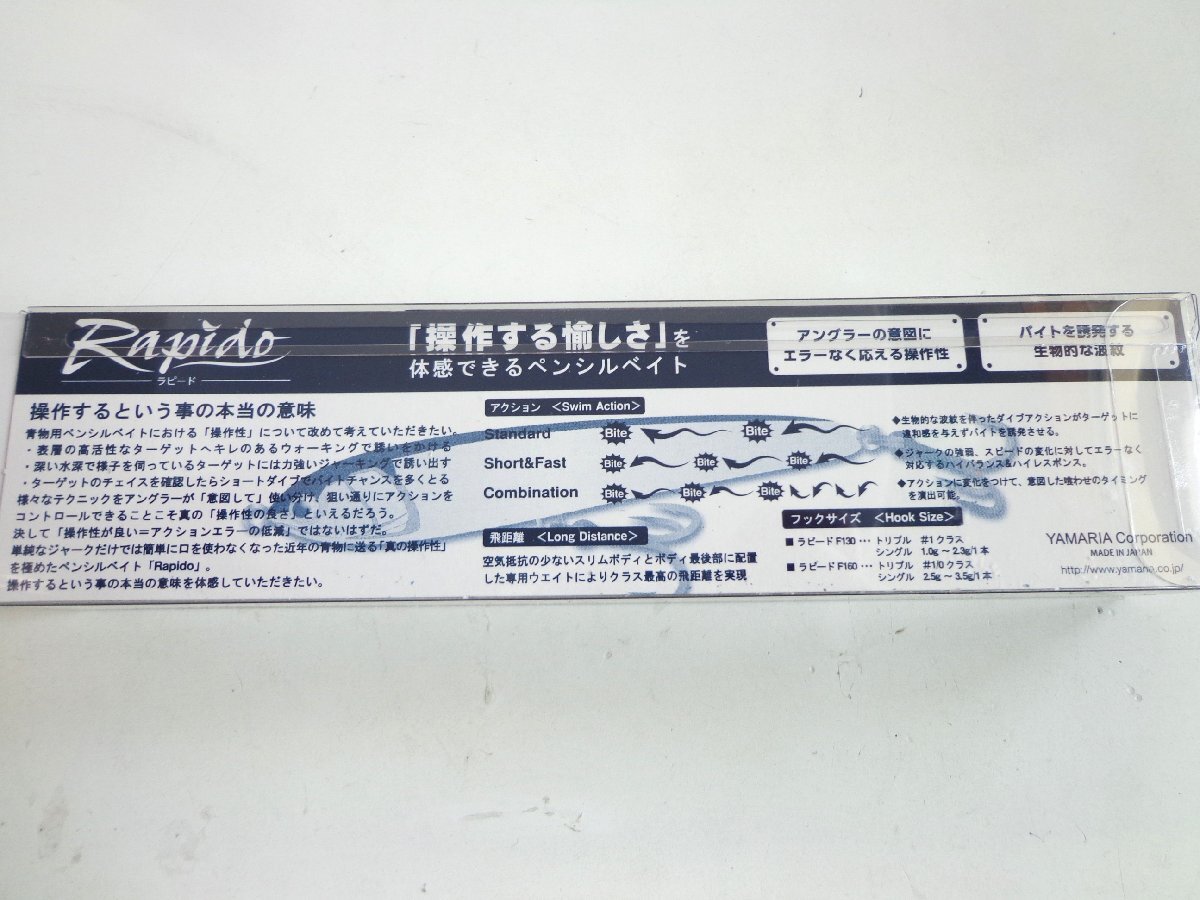 Rapido
ラピード
「操作する愉しさ」を
体感できるペンシルベイト
アングラーの意図に
エラーなく応える操作性
バイトを誘発する
生物的な波紋
操作するという事の本当の意味
青物用ペンシルベイトにおける「操作性」について改めて考えていただきたい。
・表層の高活性なターゲットへキレのあるウォーキングで誘いをかける
・深い水深で様子を伺っているターゲットには力強いジャーキングで誘い出す
・ターゲットのチェイスを確認したらショートダイブでバイトチャンスを多くとる
様々なテクニックをアングラーが「意図して」使い分け、狙い通りにアクションを
コントロールできることこそ真の「操作性の良さ」といえるだろう。
決して「操作性が良い=アクションエラーの低減」ではないはずだ。
単純なジャークだけでは簡単に口を使わなくなった近年の青物に送る「真の操作性」
を極めたペンシルベイト「Rapido」。
操作するという事の本当の意味を体感していただきたい。
アクション <Swim Action>
Standard Bite Bite
Short&Fast Bite Bite Bite
Combination Bite Bite Bite
飛距離 <Long Distance>
空気抵抗の少ないスリムボディとボディ最後部に配置
した専用ウエイトによりクラス最高の飛距離を実現
◆生物的な波紋を伴ったダイブアクションがターゲットに
違和感を与えずバイトを誘発させる。
◆ジャークの強弱、スピードの変化に対してエラーなく
対応するハイバランス&ハイレスポンス。
◆アクションに変化をつけて、意図した喰わせのタイミング
を演出可能。
フックサイズ <Hook Size>
■ラピードF130… トリプル #1クラス
シングル 1.0g～2.3g/1本
■ラピードF160… トリプル #1/0クラス
シングル 2.5g～3.5g/1本
YAMARIA Corporation
MADE IN JAPAN
http://www.yamaria.co.jp/